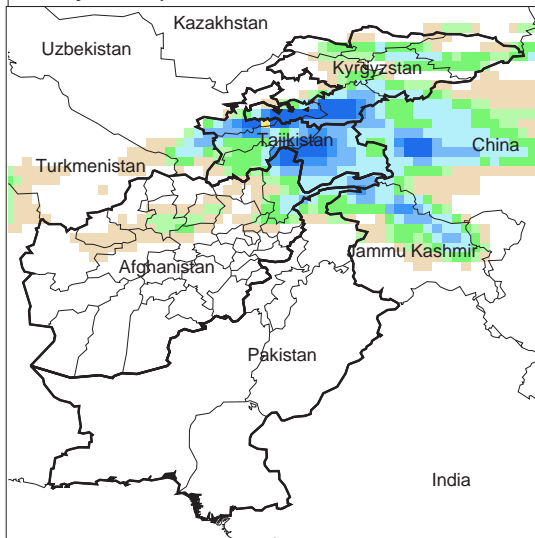 Kazakhstan
Uzbekistan
Kyrgyzstan
Tajikistan
China
Turkmenistan
Jammu Kashmir
Afghanistan
Pakistan
India